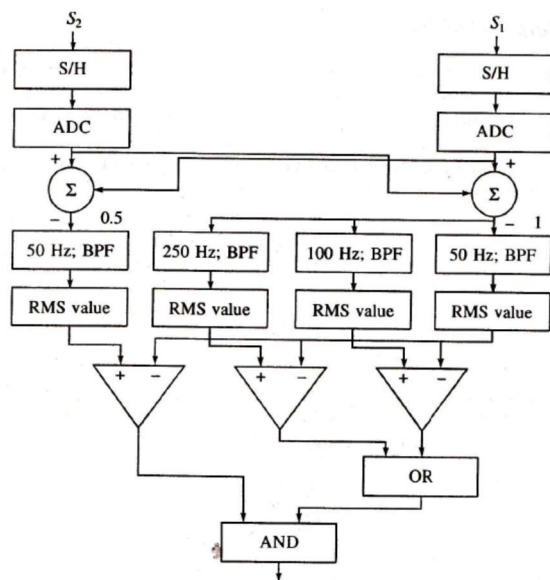 S₂ S₁
S/H S/H
ADC ADC
+ +
Σ Σ
− 0.5 − 1
50 Hz; BPF 250 Hz; BPF 100 Hz; BPF 50 Hz; BPF
RMS value RMS value RMS value RMS value
+ − + − + −
OR
AND